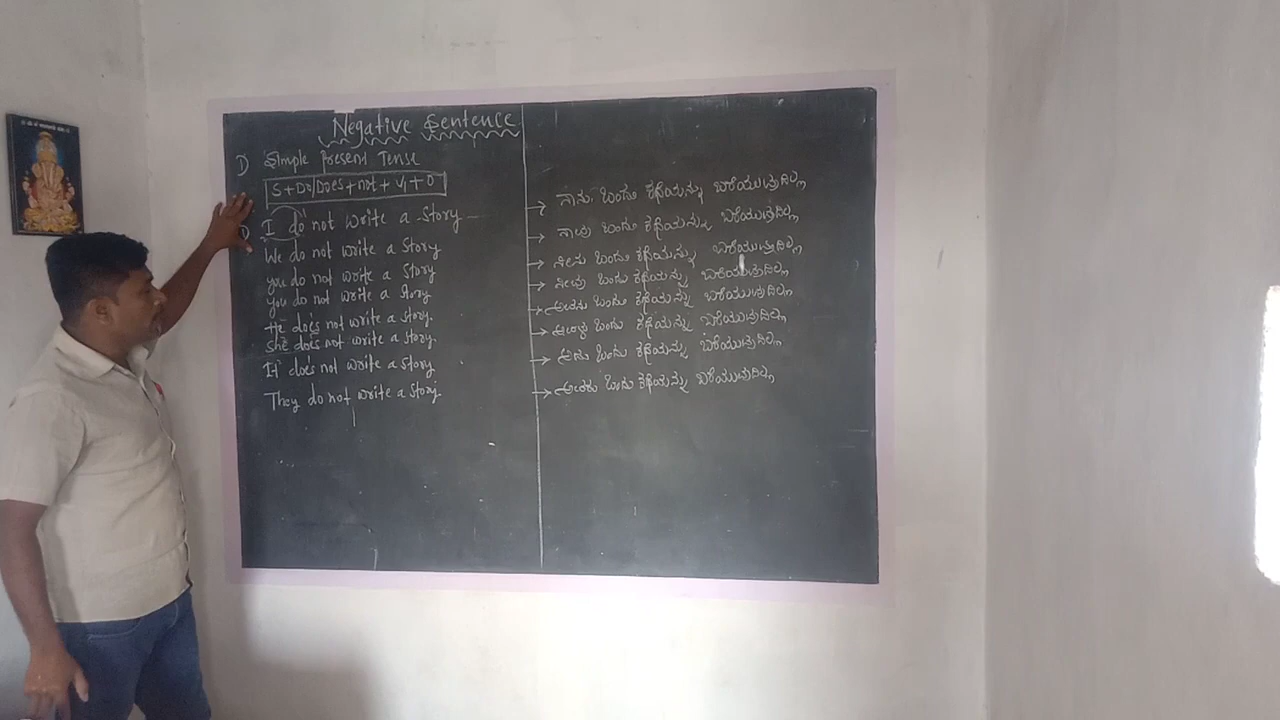 Negative Sentence
1) Simple Present Tense
S+Do/Does+not+V1+O
1) I do not write a story → ನಾನು ಒಂದು ಕಥೆಯನ್ನು ಬರೆಯುವುದಿಲ್ಲ
We do not write a story → ನಾವು ಒಂದು ಕಥೆಯನ್ನು ಬರೆಯುವುದಿಲ್ಲ
you do not write a story → ನೀನು ಒಂದು ಕಥೆಯನ್ನು ಬರೆಯುವುದಿಲ್ಲ
you do not write a story → ನೀವು ಒಂದು ಕಥೆಯನ್ನು ಬರೆಯುವುದಿಲ್ಲ
He does not write a story. → ಅವನು ಒಂದು ಕಥೆಯನ್ನು ಬರೆಯುವುದಿಲ್ಲ
She does not write a story. → ಅವಳು ಒಂದು ಕಥೆಯನ್ನು ಬರೆಯುವುದಿಲ್ಲ
It does not write a story → ಅದು ಒಂದು ಕಥೆಯನ್ನು ಬರೆಯುವುದಿಲ್ಲ
They do not write a story. → ಅವರು ಒಂದು ಕಥೆಯನ್ನು ಬರೆಯುವುದಿಲ್ಲ